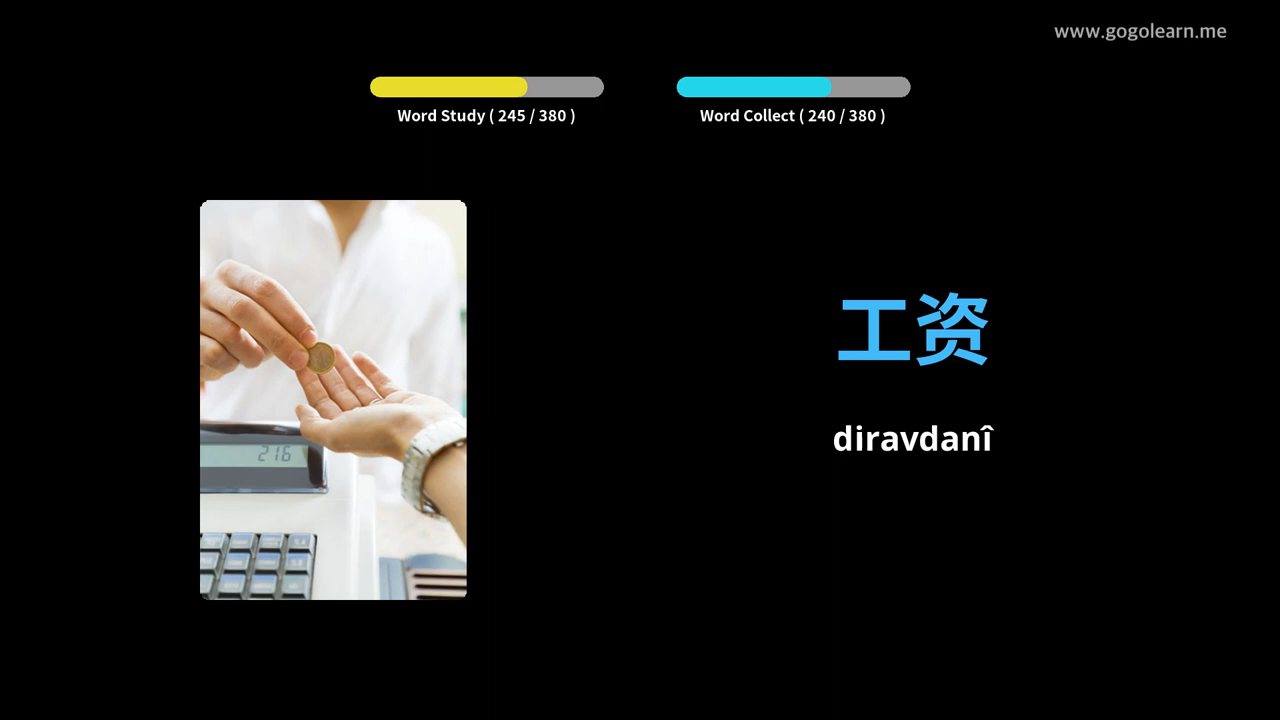 www.gogolearn.me
Word Study ( 245 / 380 )
Word Collect ( 240 / 380 )
216
工资
diravdanî